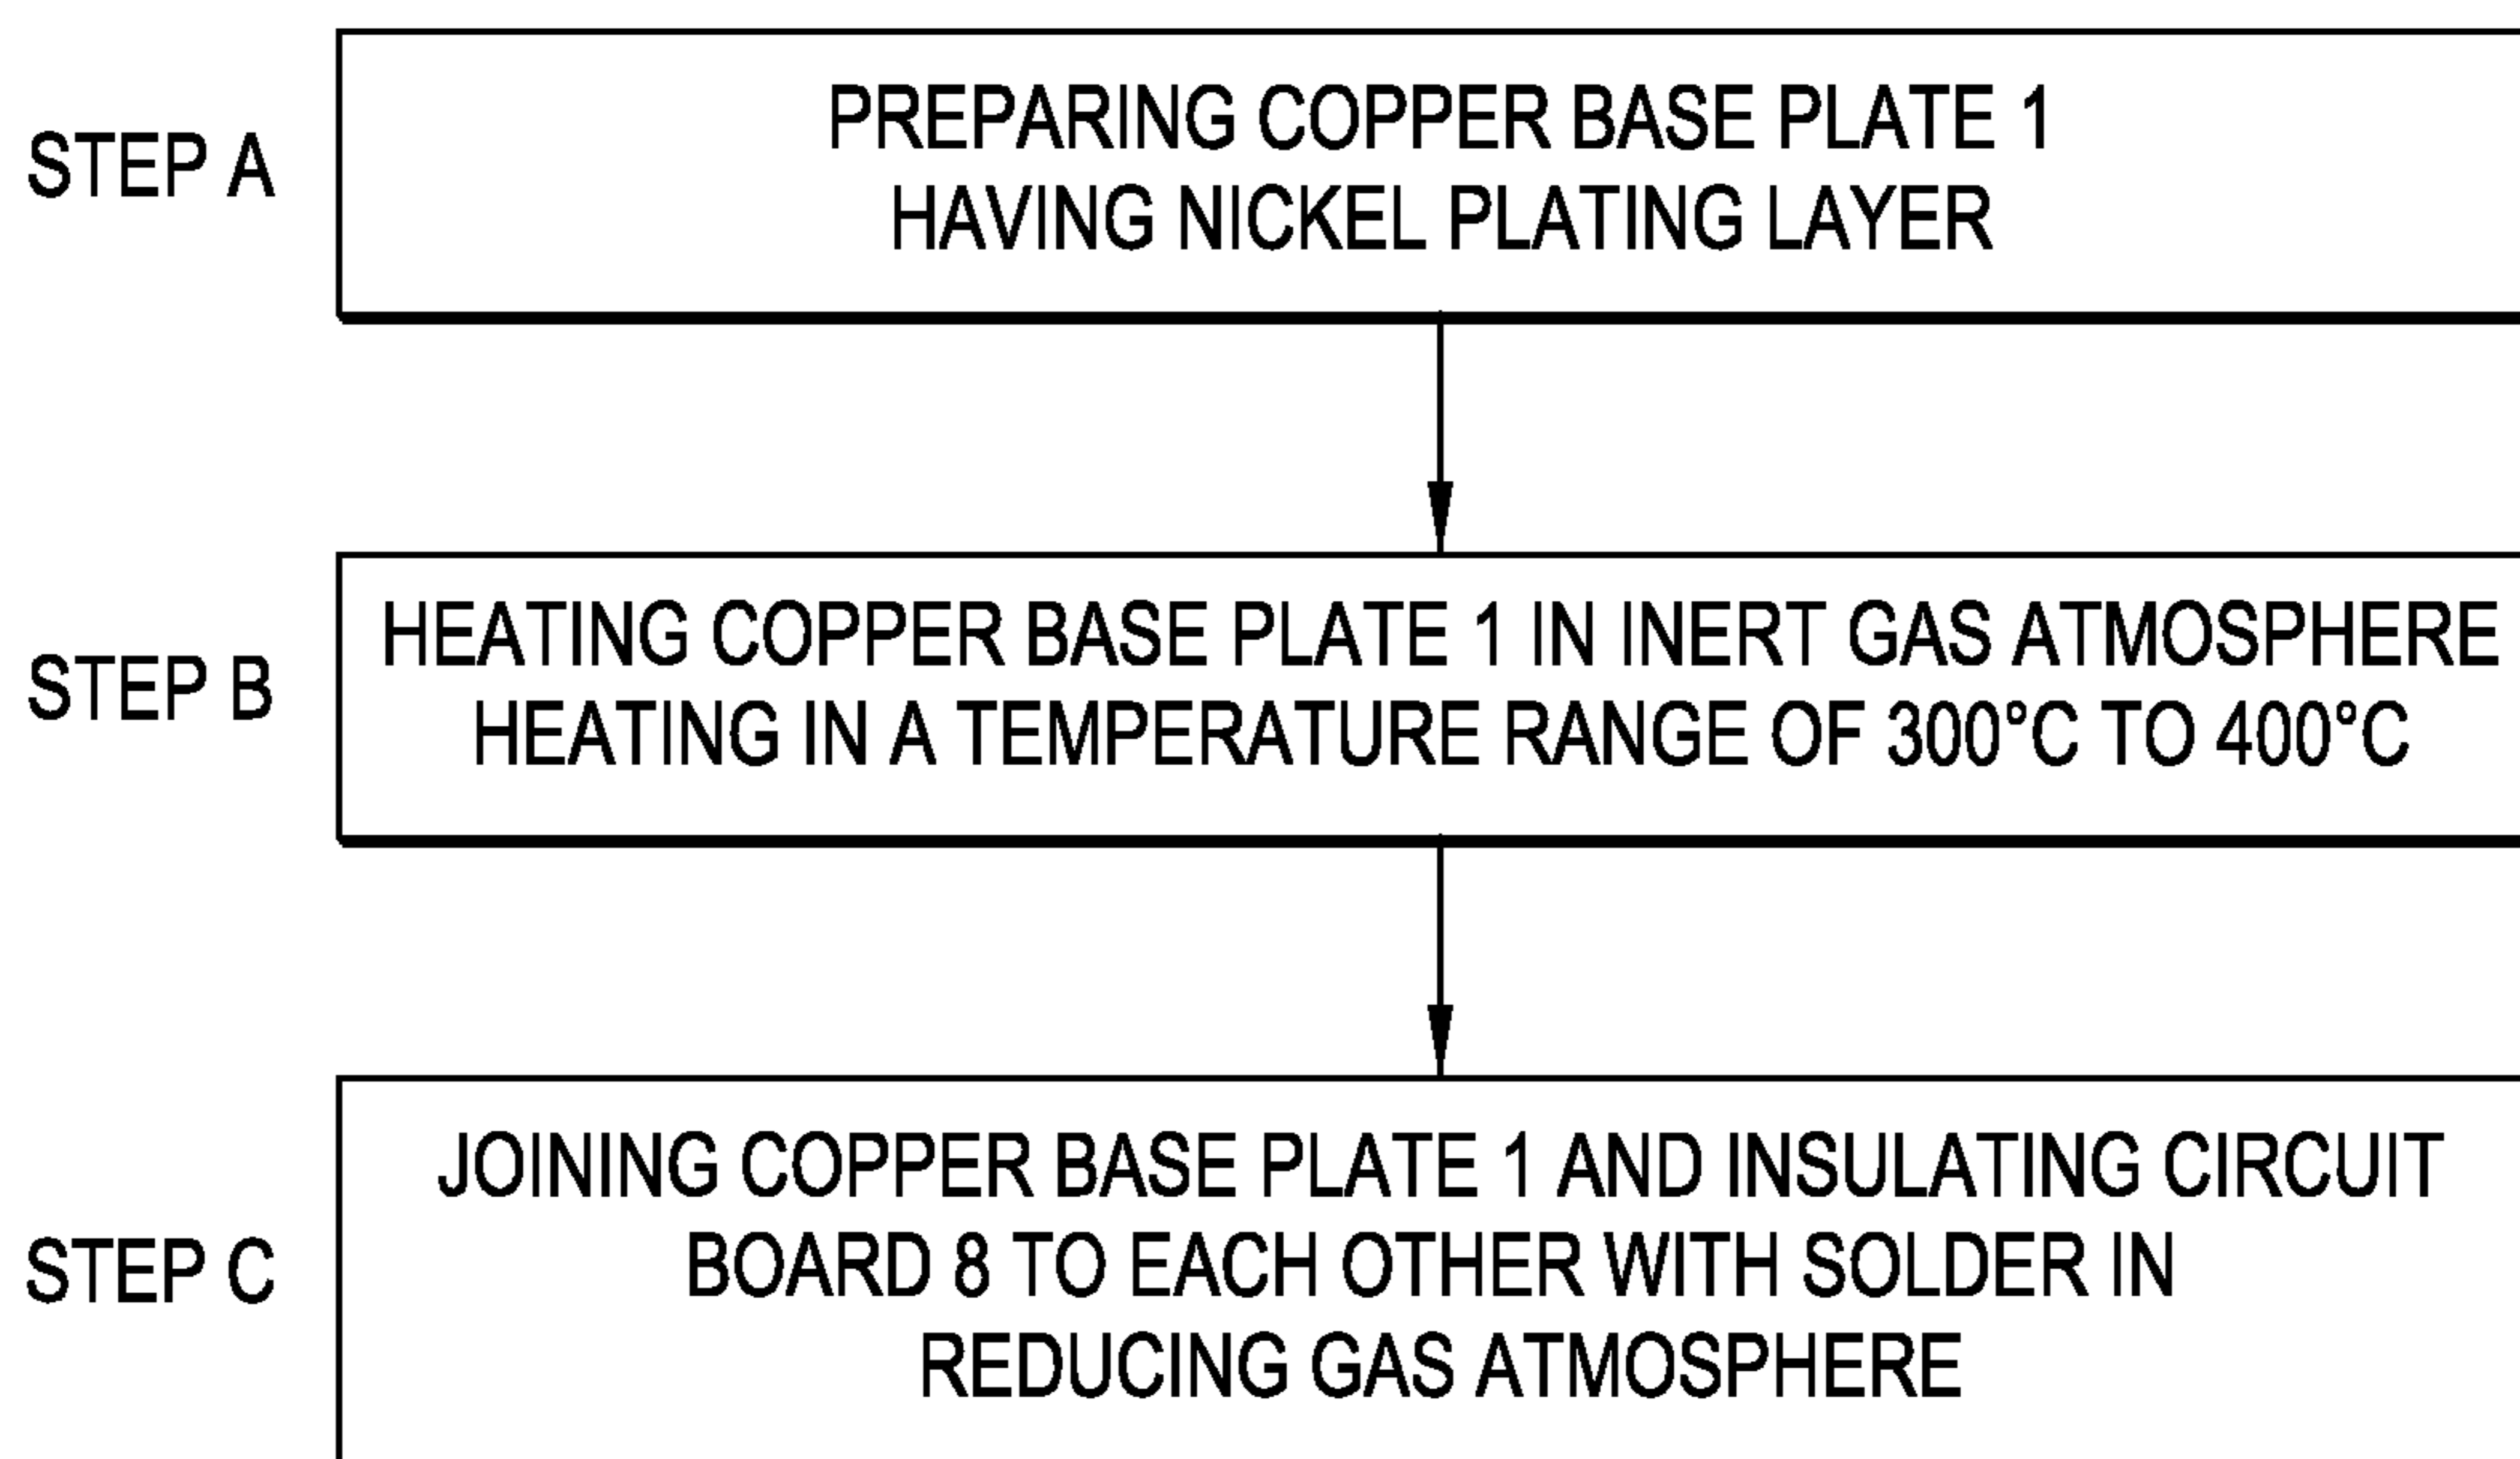 STEP A
PREPARING COPPER BASE PLATE 1
HAVING NICKEL PLATING LAYER
STEP B
HEATING COPPER BASE PLATE 1 IN INERT GAS ATMOSPHERE
HEATING IN A TEMPERATURE RANGE OF 300°C TO 400°C
STEP C
JOINING COPPER BASE PLATE 1 AND INSULATING CIRCUIT
BOARD 8 TO EACH OTHER WITH SOLDER IN
REDUCING GAS ATMOSPHERE